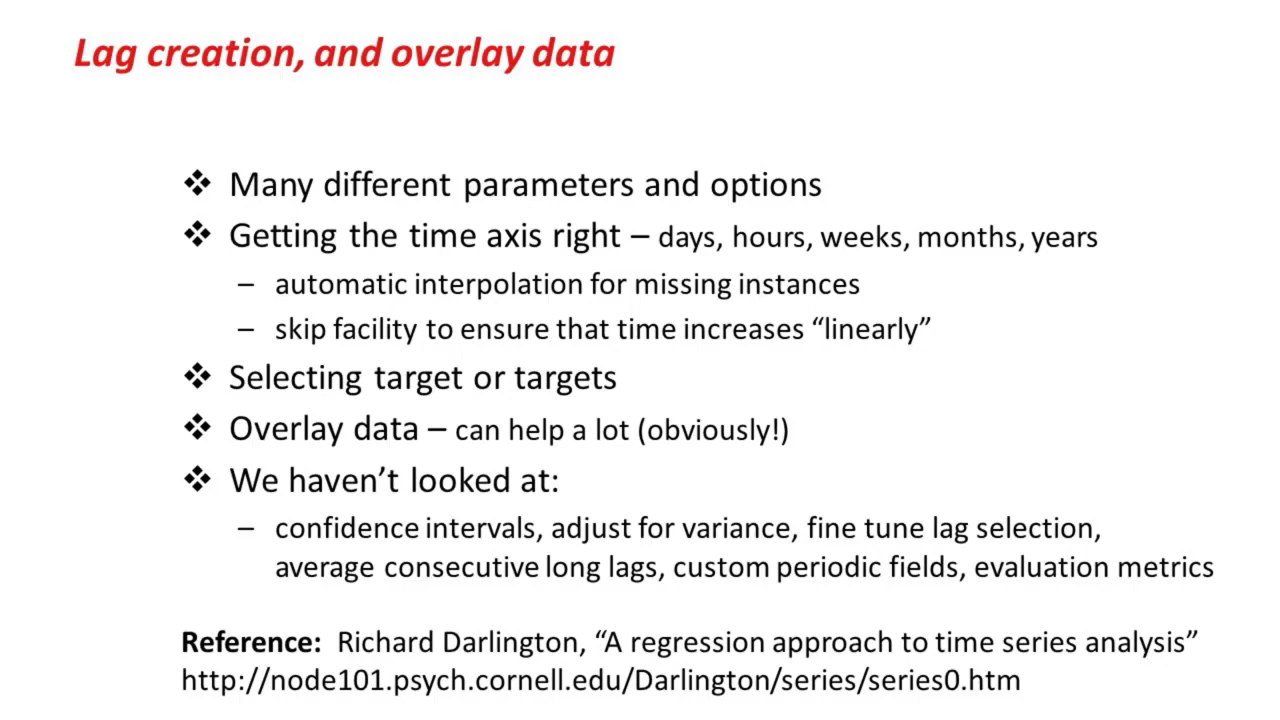 Lag creation, and overlay data
❖ Many different parameters and options
❖ Getting the time axis right – days, hours, weeks, months, years
– automatic interpolation for missing instances
– skip facility to ensure that time increases “linearly”
❖ Selecting target or targets
❖ Overlay data – can help a lot (obviously!)
❖ We haven’t looked at:
– confidence intervals, adjust for variance, fine tune lag selection,
average consecutive long lags, custom periodic fields, evaluation metrics
Reference: Richard Darlington, “A regression approach to time series analysis”
http://node101.psych.cornell.edu/Darlington/series/series0.htm